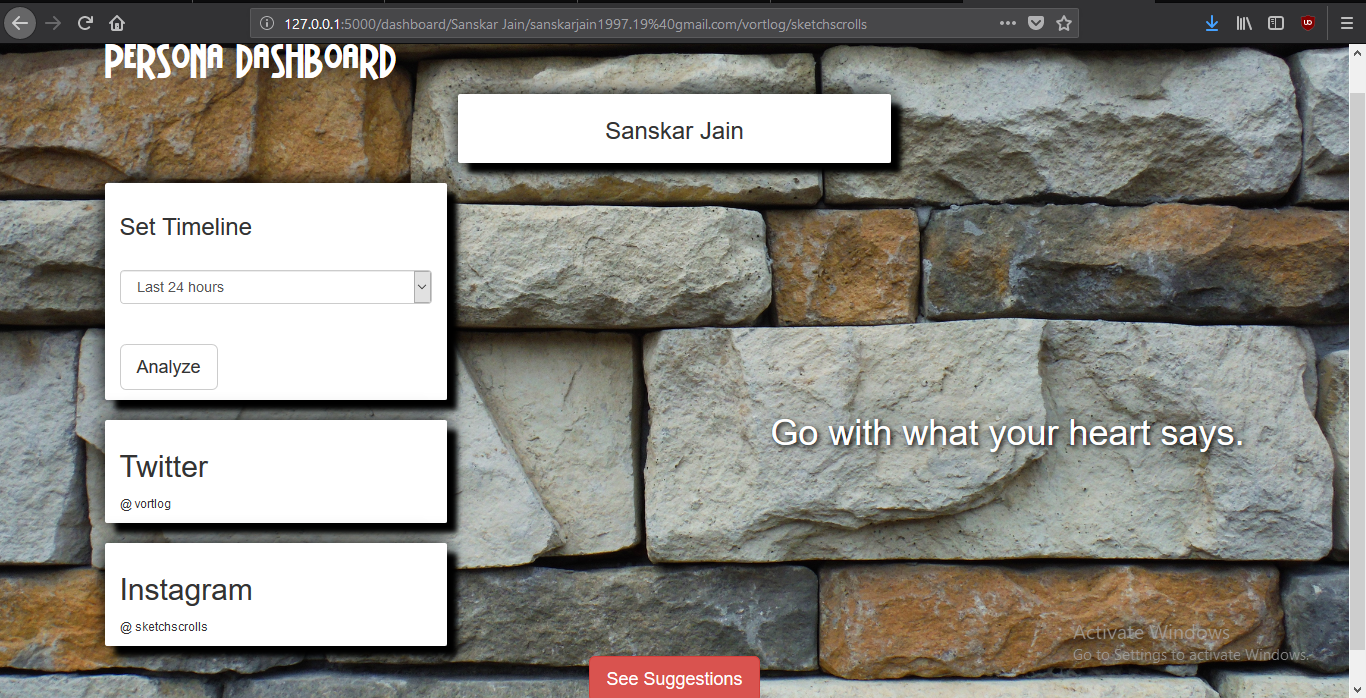 127.0.0.1:5000/dashboard/Sanskar Jain/sanskarjain1997.19%40gmail.com/vortlog/sketchscrolls
PERSONA DASHBOARD
Sanskar Jain
Set Timeline
Last 24 hours
Analyze
Go with what your heart says.
Twitter
@ vortlog
Instagram
@ sketchscrolls
Activate Windows
Go to Settings to activate Windows.
See Suggestions